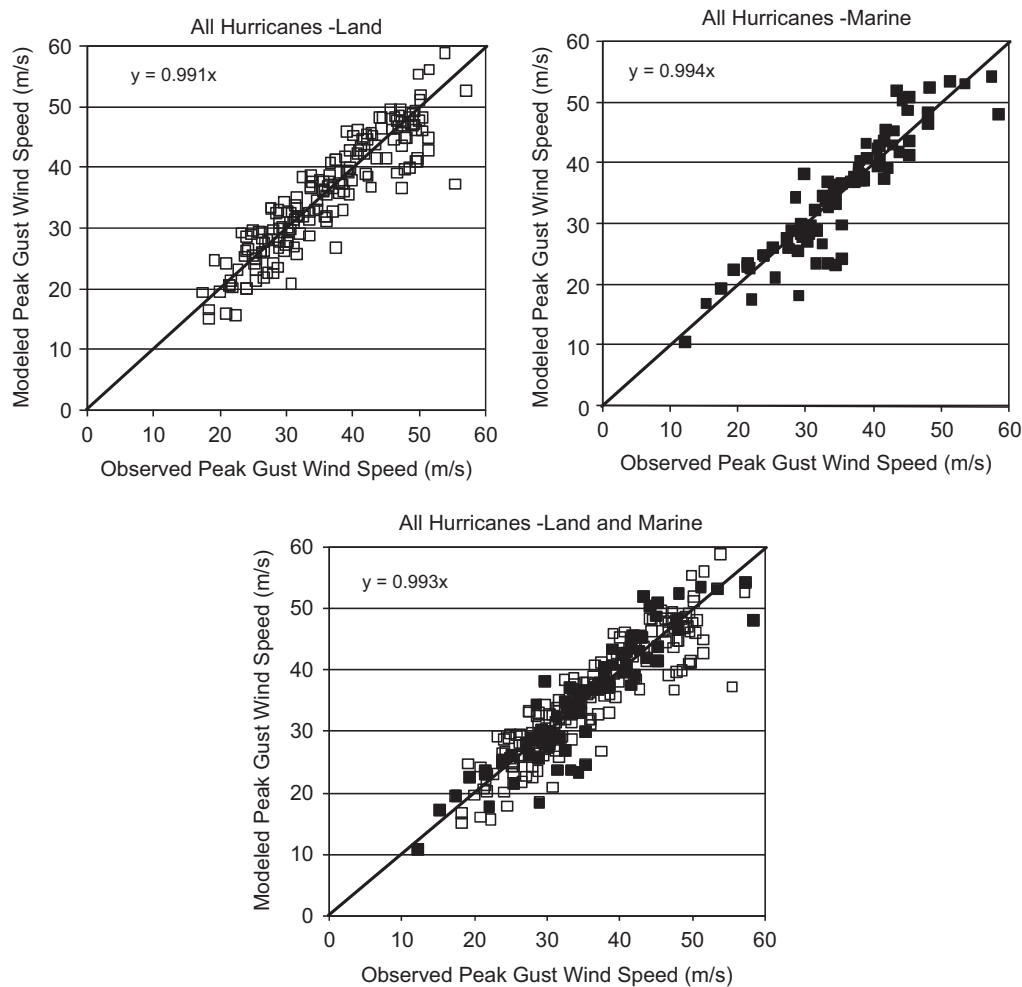 All Hurricanes -Land
y = 0.991x
Modeled Peak Gust Wind Speed (m/s)
60
50
40
30
20
10
0
0 10 20 30 40 50 60
Observed Peak Gust Wind Speed (m/s)
All Hurricanes -Marine
y = 0.994x
Modeled Peak Gust Wind Speed (m/s)
60
50
40
30
20
10
0
0 10 20 30 40 50 60
Observed Peak Gust Wind Speed (m/s)
All Hurricanes -Land and Marine
y = 0.993x
Modeled Peak Gust Wind Speed (m/s)
60
50
40
30
20
10
0
0 10 20 30 40 50 60
Observed Peak Gust Wind Speed (m/s)